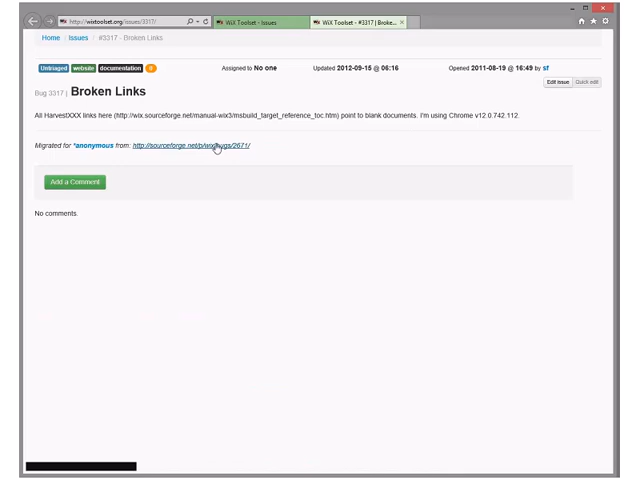 http://wixtoolset.org/issues/3317/
WiX Toolset - Issues
WiX Toolset - #3317 | Broke...
Home / Issues / #3317 - Broken Links
Untriaged website documentation
Assigned to No one
Updated 2012-09-15 @ 06:16
Opened 2011-08-19 @ 16:49 by sf
Edit issue Quick edit
Bug 3317 | Broken Links
All HarvestXXX links here (http://wix.sourceforge.net/manual-wix3/msbuild_target_reference_toc.htm) point to blank documents. I'm using Chrome v12.0.742.112.
Migrated for *anonymous from: http://sourceforge.net/p/wix/bugs/2671/
Add a Comment
No comments.